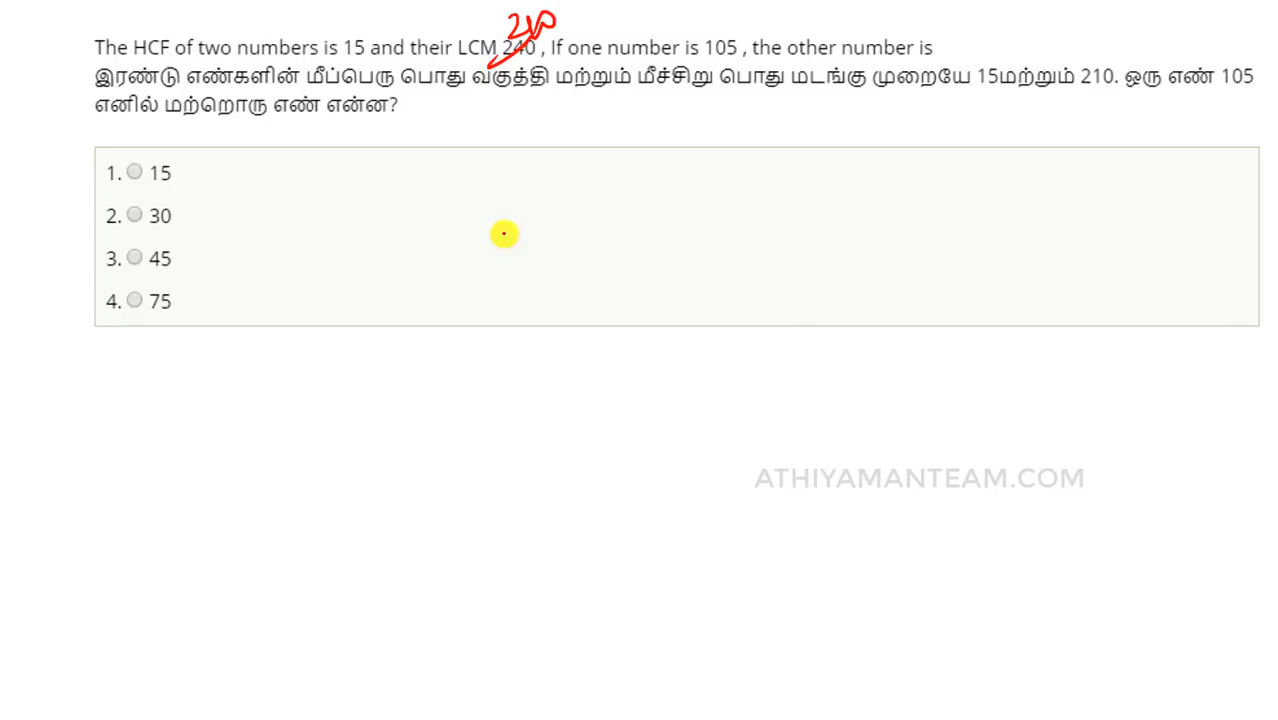 210
The HCF of two numbers is 15 and their LCM 240 , If one number is 105 , the other number is
இரண்டு எண்களின் மீப்பெரு பொது வகுத்தி மற்றும் மீச்சிறு பொது மடங்கு முறையே 15மற்றும் 210. ஒரு எண் 105
எனில் மற்றொரு எண் என்ன?
1. 15
2. 30
3. 45
4. 75
ATHIYAMANTEAM.COM